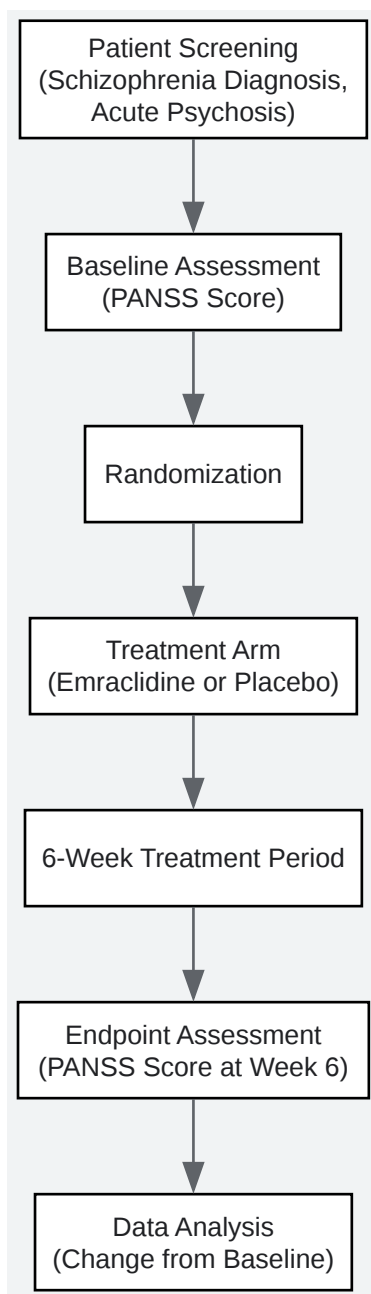 Patient Screening
(Schizophrenia Diagnosis,
Acute Psychosis)
Baseline Assessment
(PANSS Score)
Randomization
Treatment Arm
(Emraclidine or Placebo)
6-Week Treatment Period
Endpoint Assessment
(PANSS Score at Week 6)
Data Analysis
(Change from Baseline)